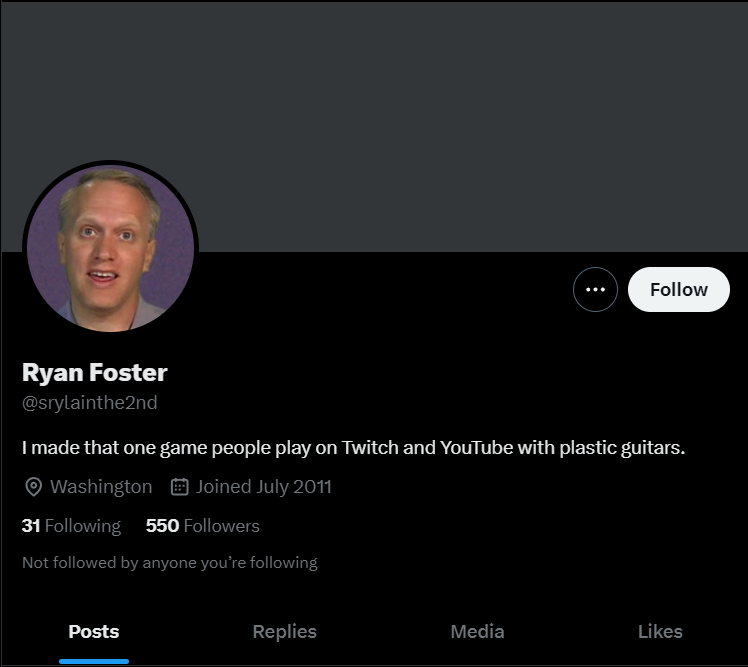 Follow
Ryan Foster
@srylainthe2nd
I made that one game people play on Twitch and YouTube with plastic guitars.
Washington Joined July 2011
31 Following 550 Followers
Not followed by anyone you’re following
Posts Replies Media Likes